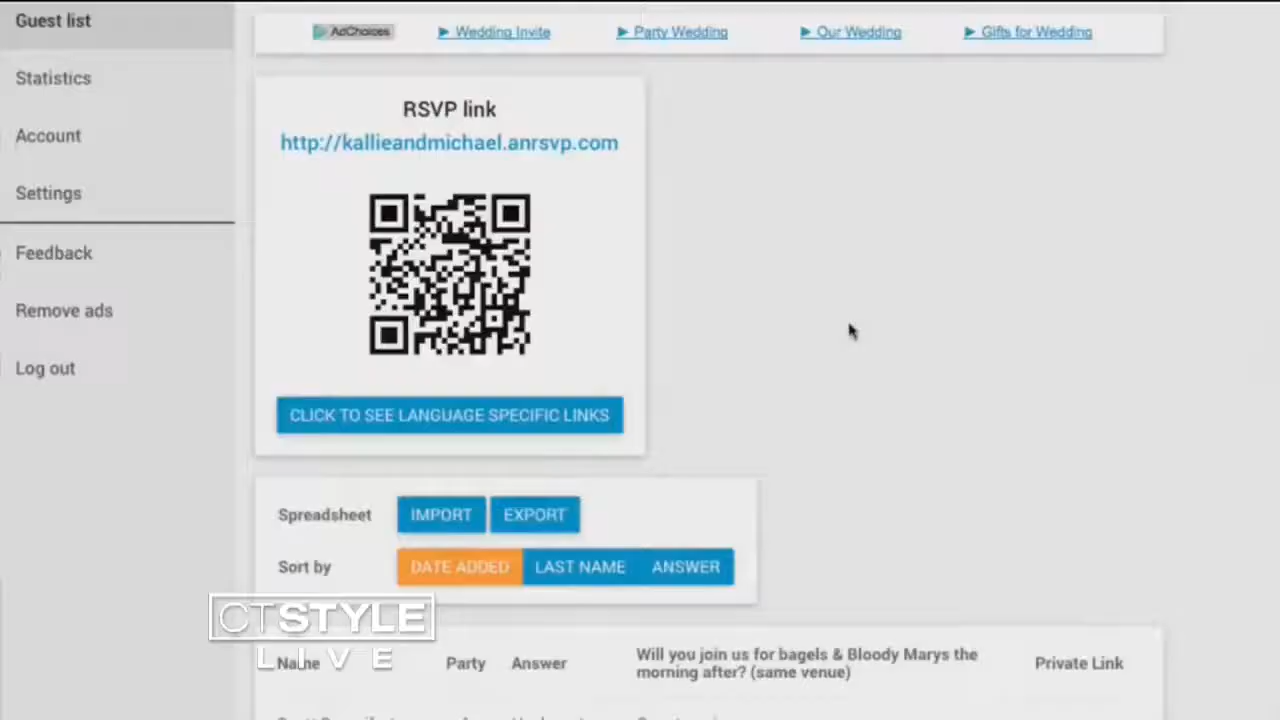 Guest list
AdChoices
▶ Wedding Invite
▶ Party Wedding
▶ Our Wedding
▶ Gifts for Wedding
Statistics
Account
Settings
Feedback
Remove ads
Log out
RSVP link
http://kallieandmichael.anrsvp.com
CLICK TO SEE LANGUAGE SPECIFIC LINKS
Spreadsheet
IMPORT
EXPORT
Sort by
DATE ADDED
LAST NAME
ANSWER
CTSTYLE
LIVE
Name
Party
Answer
Will you join us for bagels & Bloody Marys the
morning after? (same venue)
Private Link